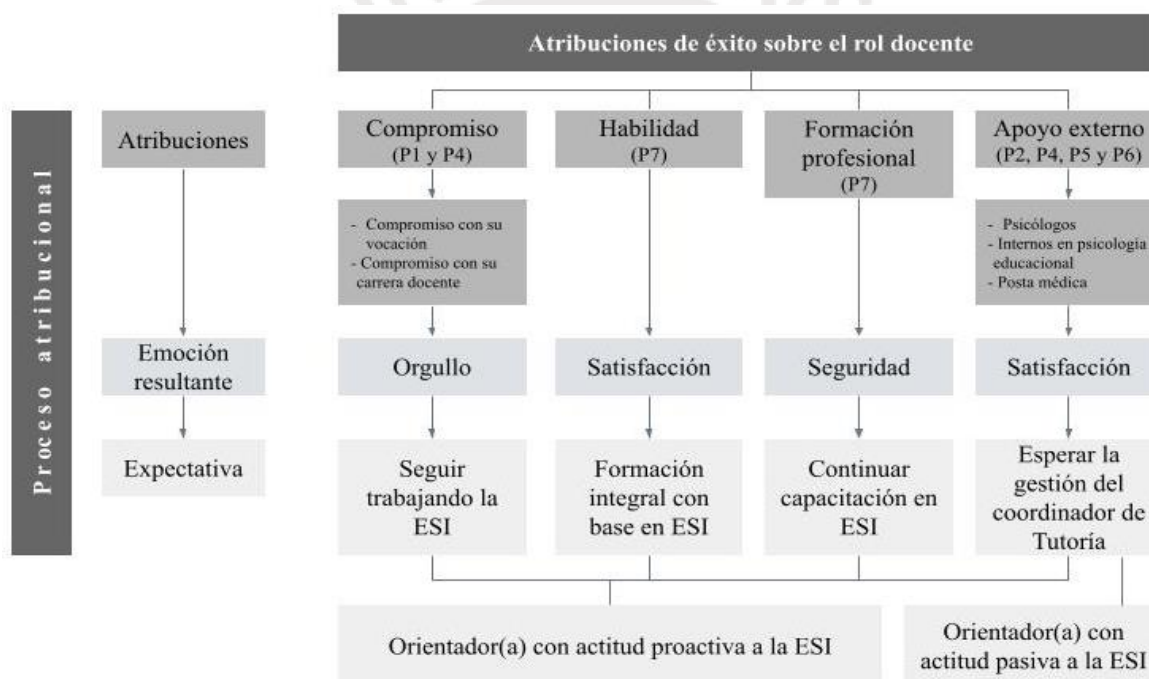 Atribuciones de éxito sobre el rol docente
Proceso atribucional
Atribuciones
Compromiso
(P1 y P4)
Habilidad
(P7)
Formación
profesional
(P7)
Apoyo externo
(P2, P4, P5 y P6)
- Compromiso con su
vocación
- Compromiso con su
carrera docente
- Psicólogos
- Internos en psicología
educacional
- Posta médica
Emoción
resultante
Orgullo
Satisfacción
Seguridad
Satisfacción
Expectativa
Seguir
trabajando la
ESI
Formación
integral con
base en ESI
Continuar
capacitación en
ESI
Esperar la
gestión del
coordinador de
Tutoría
Orientador(a) con actitud proactiva a la ESI
Orientador(a) con
actitud pasiva a la ESI